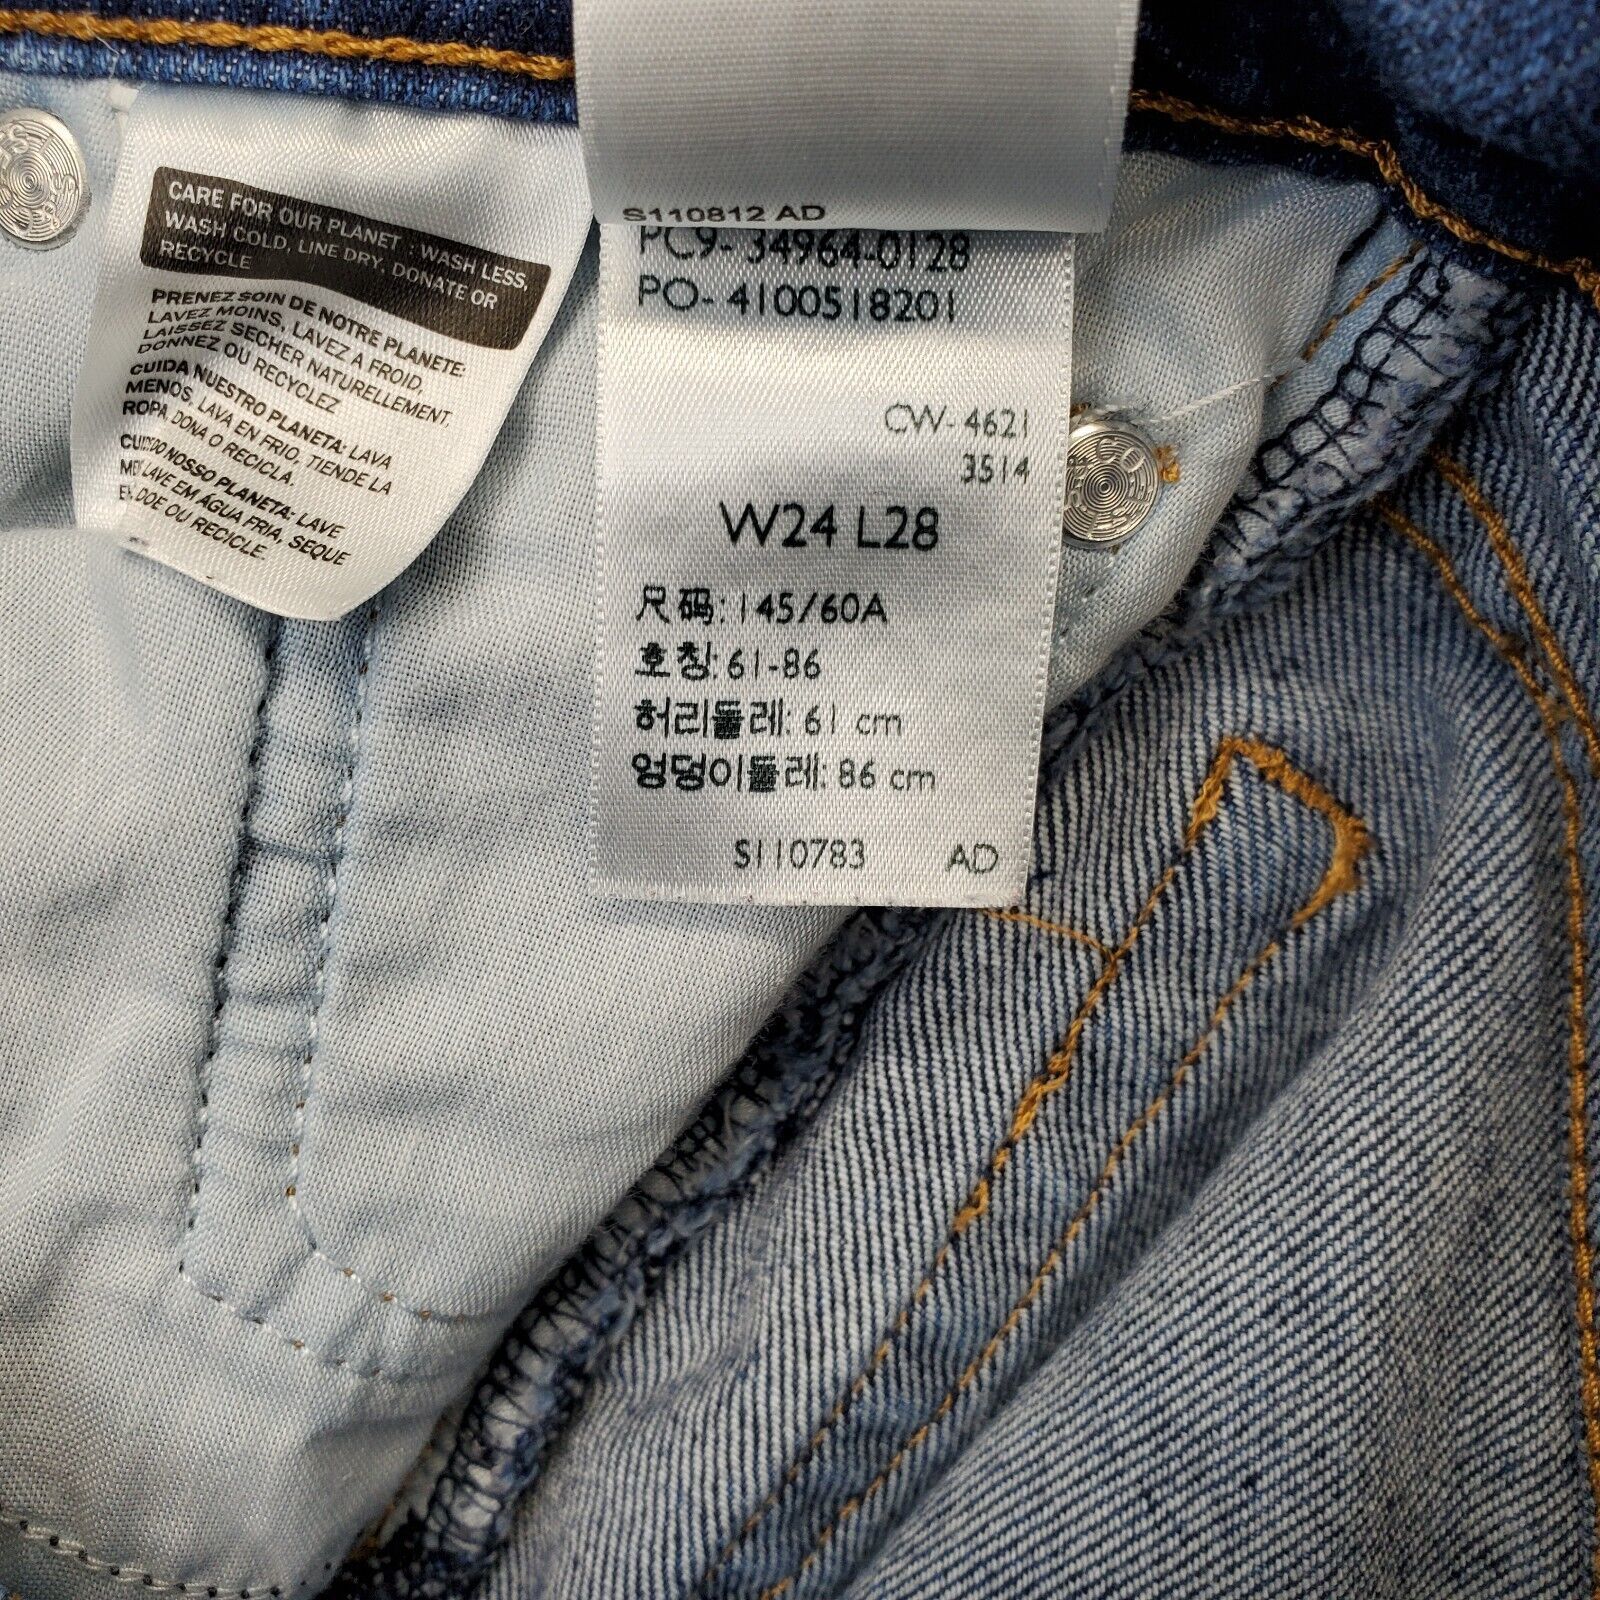 CARE FOR OUR PLANET : WASH LESS,
WASH COLD, LINE DRY, DONATE OR
RECYCLE
PRENEZ SOIN DE NOTRE PLANETE:
LAVEZ MOINS, LAVEZ A FROID,
LAISSEZ SECHER NATURELLEMENT,
DONNEZ OU RECYCLEZ
CUIDA NUESTRO PLANETA: LAVA
MENOS, LAVA EN FRIO, TIENDE LA
ROPA, DONA O RECICLA.
CUIDADO NOSSO PLANETA: LAVE
LAVE EM ÁGUA FRIA, SEQUE
DOE OU RECICLE.
S110812 AD
PC9- 34964-0128
PO- 4100518201
CW- 4621
3514
W24 L28
尺码: 145/60A
호칭: 61-86
허리둘레: 61 cm
엉덩이둘레: 86 cm
S110783 AD